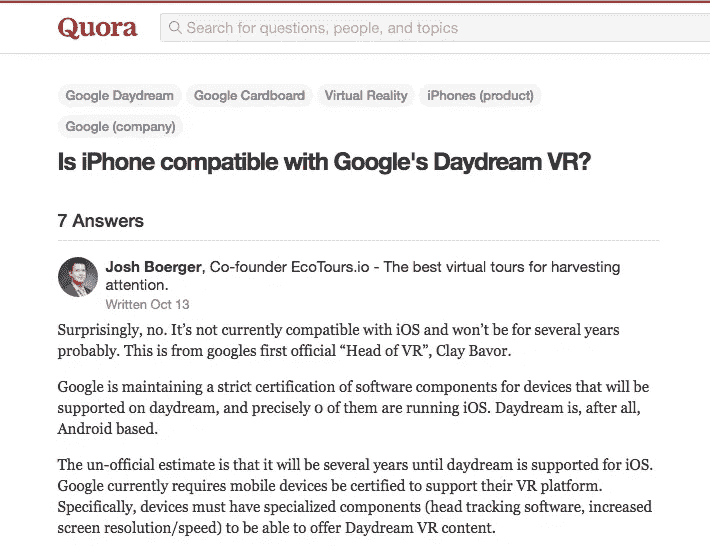 Quora
Search for questions, people, and topics
Google Daydream Google Cardboard Virtual Reality iPhones (product)
Google (company)
Is iPhone compatible with Google's Daydream VR?
7 Answers
Josh Boerger, Co-founder EcoTours.io - The best virtual tours for harvesting
attention.
Written Oct 13
Surprisingly, no. It’s not currently compatible with iOS and won’t be for several years
probably. This is from googles first official “Head of VR”, Clay Bavor.
Google is maintaining a strict certification of software components for devices that will be
supported on daydream, and precisely 0 of them are running iOS. Daydream is, after all,
Android based.
The un-official estimate is that it will be several years until daydream is supported for iOS.
Google currently requires mobile devices be certified to support their VR platform.
Specifically, devices must have specialized components (head tracking software, increased
screen resolution/speed) to be able to offer Daydream VR content.